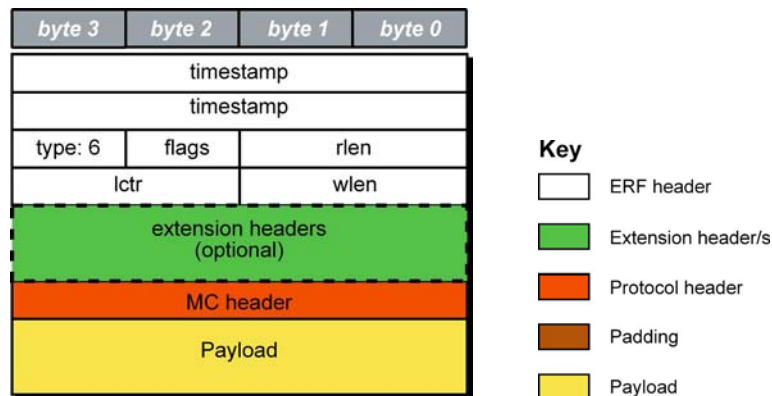 byte 3 byte 2 byte 1 byte 0
timestamp
timestamp
type: 6 flags rlen
lctr wlen
extension headers
(optional)
MC header
Payload
Key
ERF header
Extension header/s
Protocol header
Padding
Payload